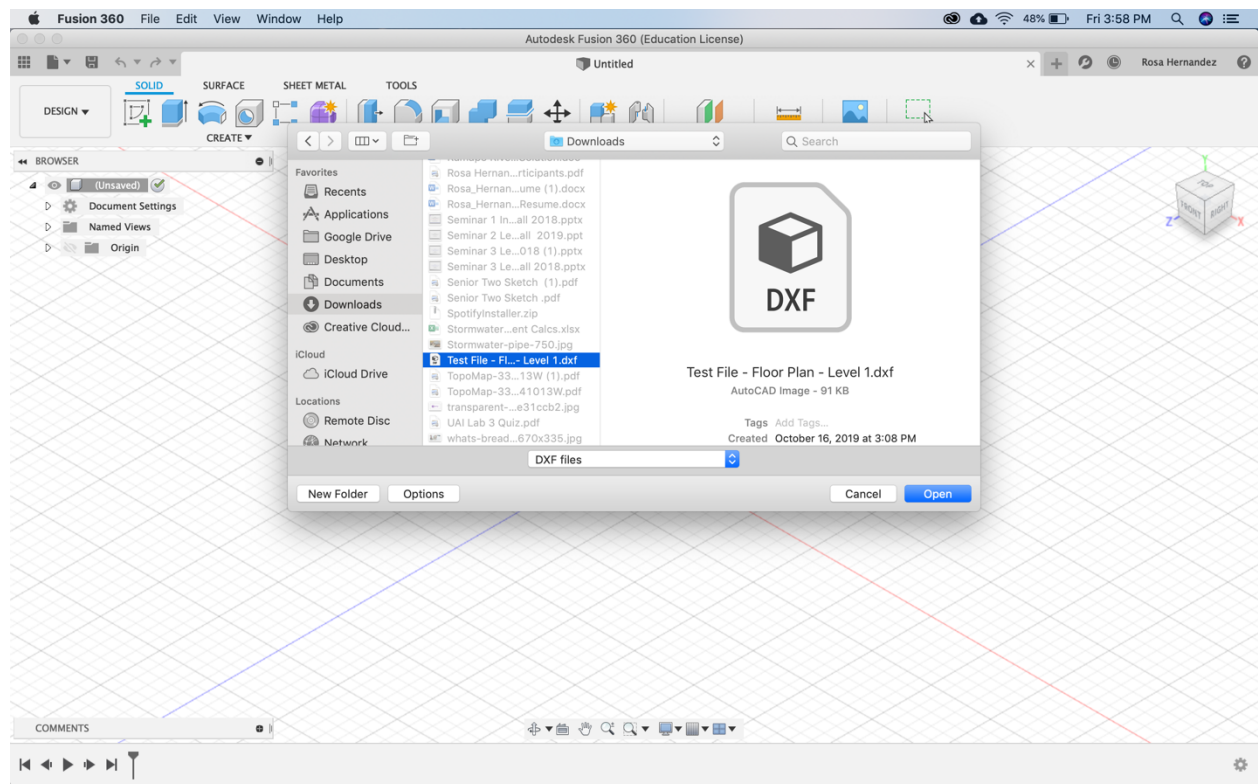 Fusion 360 File Edit View Window Help 48% Fri 3:58 PM
Autodesk Fusion 360 (Education License)
Untitled Rosa Hernandez
SOLID SURFACE SHEET METAL TOOLS
DESIGN
CREATE
Downloads Search
BROWSER
(Unsaved)
Document Settings
Named Views
Origin
Favorites
Recents
Applications
Google Drive
Desktop
Documents
Downloads
Creative Cloud...
iCloud
iCloud Drive
Locations
Remote Disc
Network
Rosa Hernan...rticipants.pdf
Rosa_Hernan...ume (1).docx
Rosa_Hernan...Resume.docx
Seminar 1 In...all 2018.pptx
Seminar 2 Le...all 2019.ppt
Seminar 3 Le...018 (1).pptx
Seminar 3 Le...all 2018.pptx
Senior Two Sketch (1).pdf
Senior Two Sketch .pdf
SpotifyInstaller.zip
Stormwater...ent Calcs.xlsx
Stormwater-pipe-750.jpg
Test File - Fl...- Level 1.dxf
TopoMap-33...13W (1).pdf
TopoMap-33...41013W.pdf
transparent-...e31ccb2.jpg
UAI Lab 3 Quiz.pdf
whats-bread...670x335.jpg
DXF
Test File - Floor Plan - Level 1.dxf
AutoCAD Image - 91 KB
Tags Add Tags...
Created October 16, 2019 at 3:08 PM
DXF files
New Folder Options Cancel Open
Y
TOP
FRONT RIGHT
Z X
COMMENTS